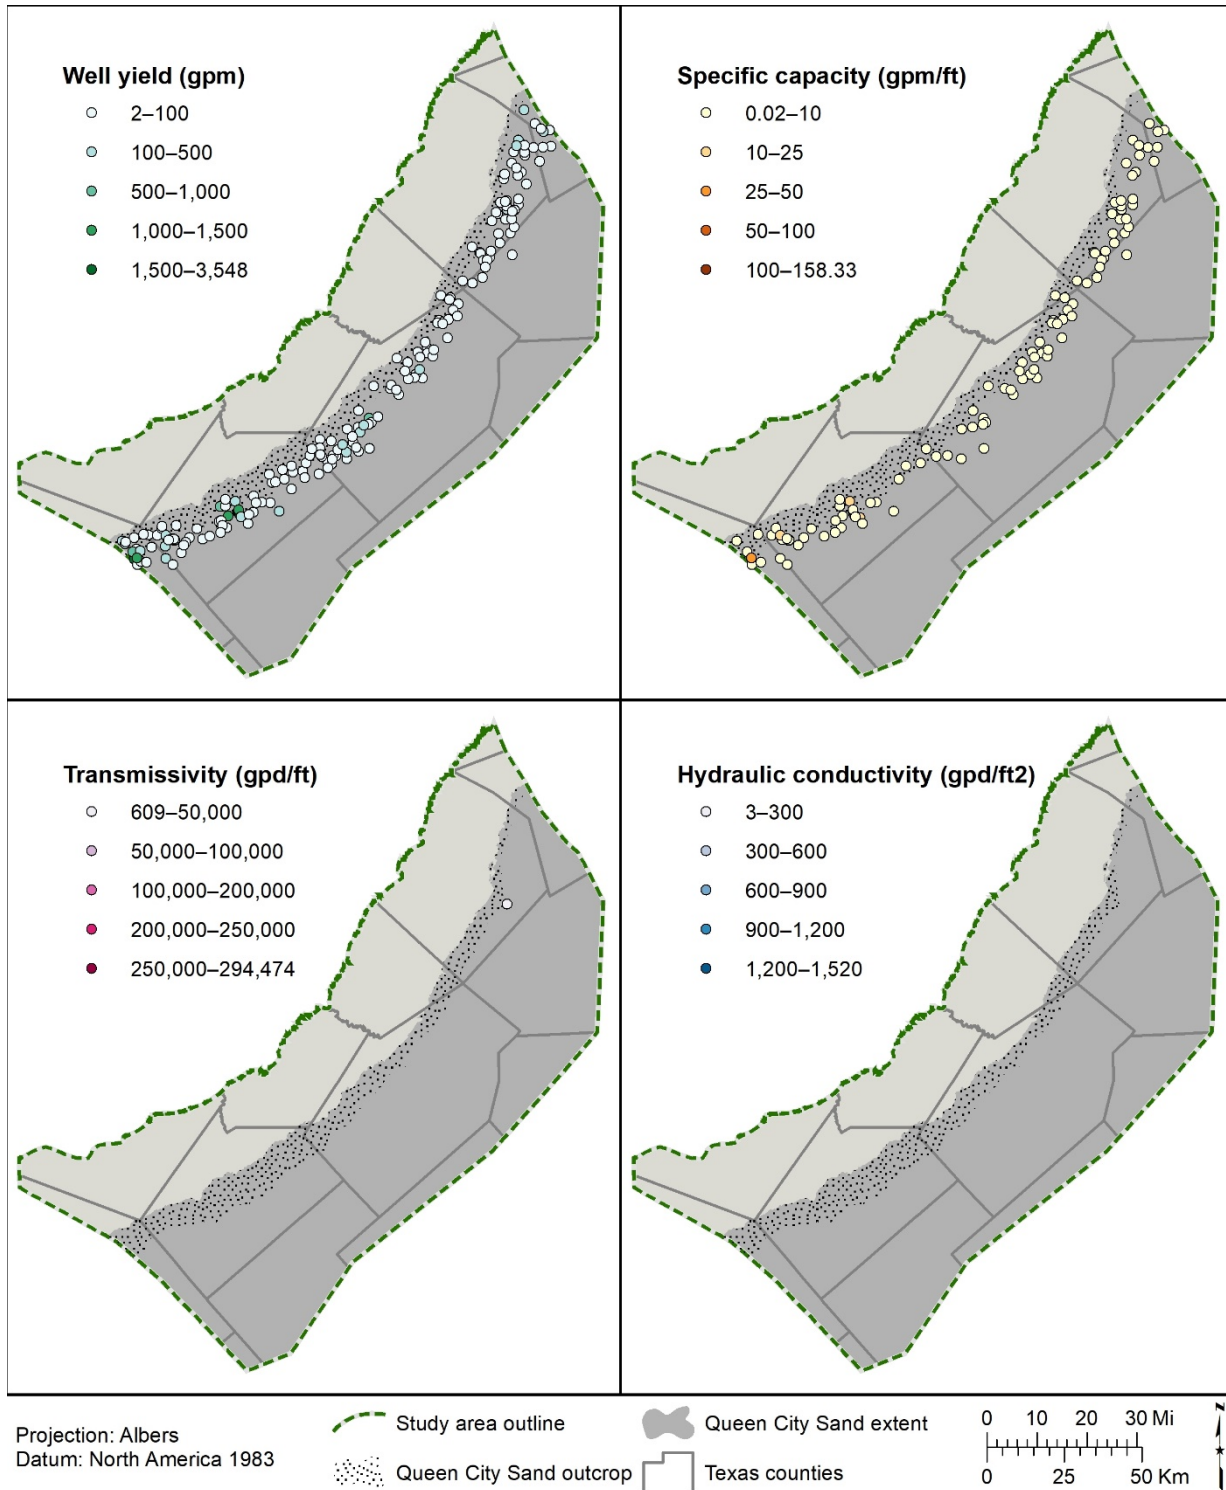 Well yield (gpm)
2–100
100–500
500–1,000
1,000–1,500
1,500–3,548
Specific capacity (gpm/ft)
0.02–10
10–25
25–50
50–100
100–158.33
Transmissivity (gpd/ft)
609–50,000
50,000–100,000
100,000–200,000
200,000–250,000
250,000–294,474
Hydraulic conductivity (gpd/ft2)
3–300
300–600
600–900
900–1,200
1,200–1,520
Projection: Albers
Datum: North America 1983
Study area outline
Queen City Sand outcrop
Queen City Sand extent
Texas counties
0 10 20 30 Mi
0 25 50 Km
N